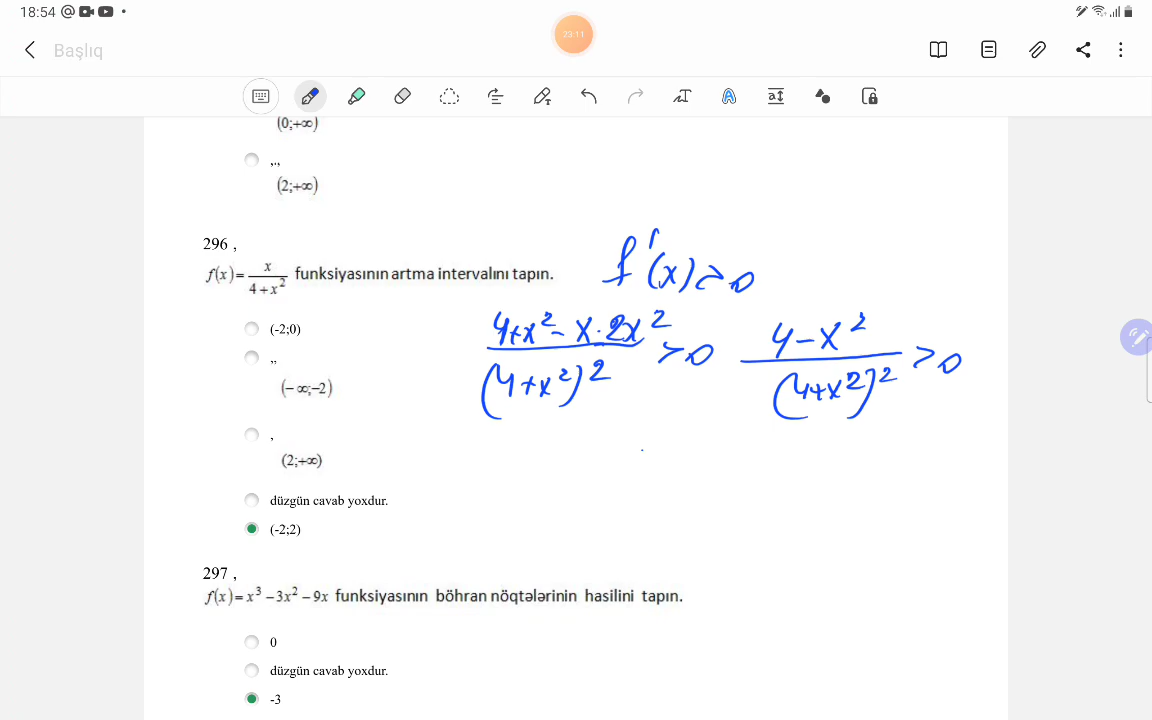 18:54
23:11
Başlıq
(0;+∞)
,.,
(2;+∞)
296 ,
f(x)=x/(4+x²) funksiyasının artma intervalını tapın.
f'(x)>0
(-2;0)
(4+x²-x·2x²)/(4+x²)²>0 (4-x²)/(4+x²)²>0
,,
(-∞;-2)
,
(2;+∞)
düzgün cavab yoxdur.
(-2;2)
297 ,
f(x)=x³-3x²-9x funksiyasının böhran nöqtələrinin hasilini tapın.
0
düzgün cavab yoxdur.
-3